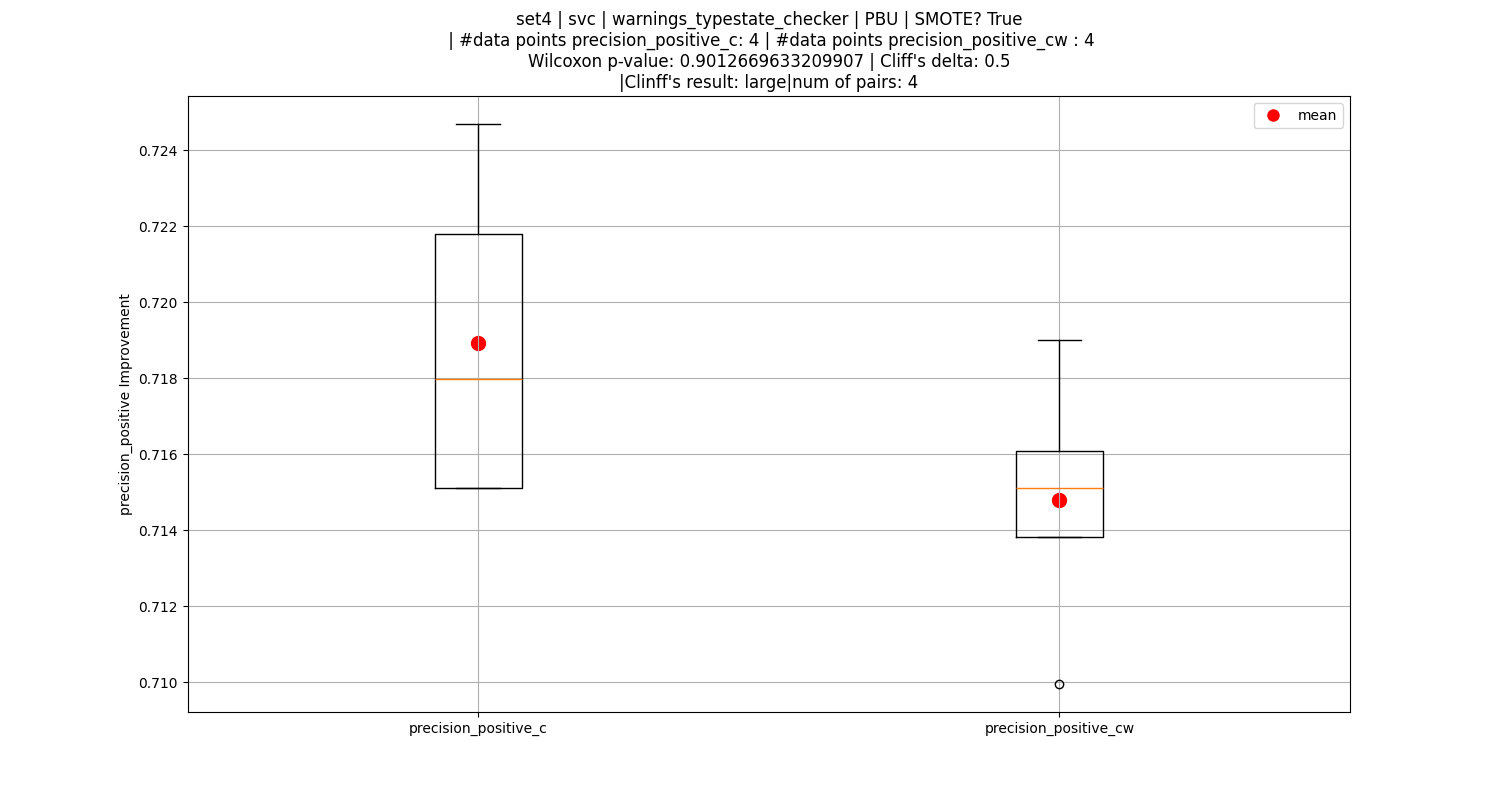 set4 | svc | warnings_typestate_checker | PBU | SMOTE? True
| #data points precision_positive_c: 4 | #data points precision_positive_cw : 4
Wilcoxon p-value: 0.9012669633209907 | Cliff's delta: 0.5
|Clinff's result: large|num of pairs: 4
mean
precision_positive Improvement
0.724
0.722
0.720
0.718
0.716
0.714
0.712
0.710
precision_positive_c
precision_positive_cw